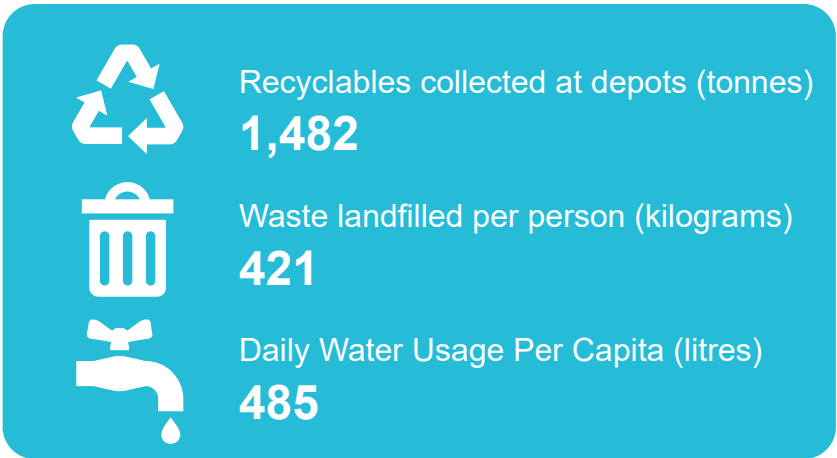 Recyclables collected at depots (tonnes)
1,482
Waste landfilled per person (kilograms)
421
Daily Water Usage Per Capita (litres)
485